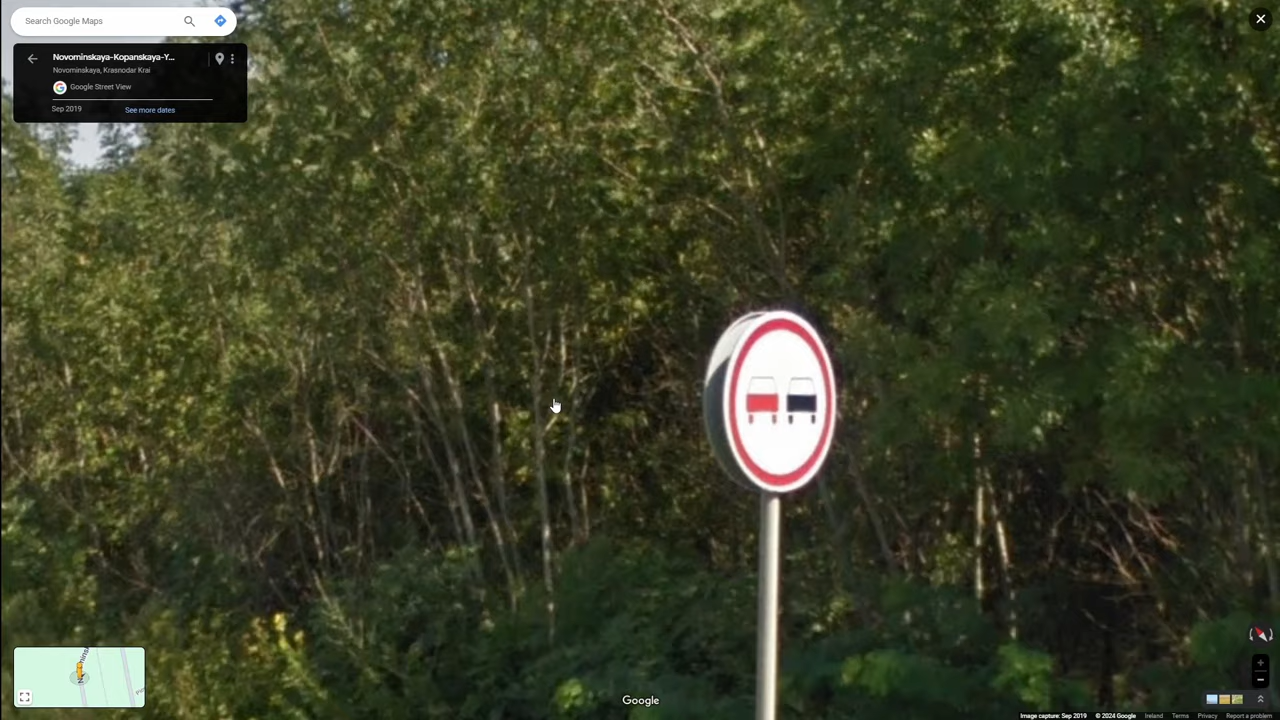 Search Google Maps
Novominskaya-Kopanskaya-Y...
Novominskaya, Krasnodar Krai
Google Street View
Sep 2019
See more dates
Google
Image capture: Sep 2019 © 2024 Google Ireland Terms Privacy Report a problem